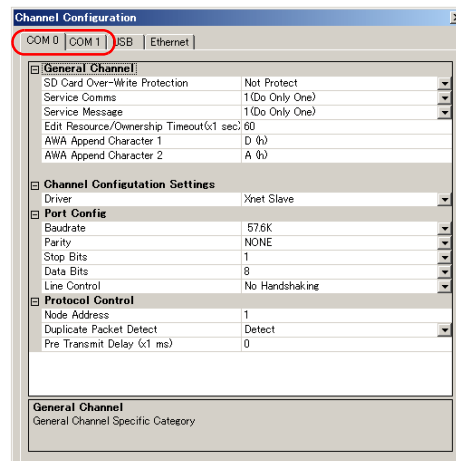 Channel Configuration
COM 0 COM 1 USB Ethernet
General Channel
SD Card Over-Write Protection Not Protect
Service Comms 1(Do Only One)
Service Message 1(Do Only One)
Edit Resource/Ownership Timeout(x1 sec) 60
AWA Append Character 1 D (h)
AWA Append Character 2 A (h)
Channel Configutation Settings
Driver Xnet Slave
Port Config
Baudrate 57.6K
Parity NONE
Stop Bits 1
Data Bits 8
Line Control No Handshaking
Protocol Control
Node Address 1
Duplicate Packet Detect Detect
Pre Transmit Delay (x1 ms) 0
General Channel
General Channel Specific Category